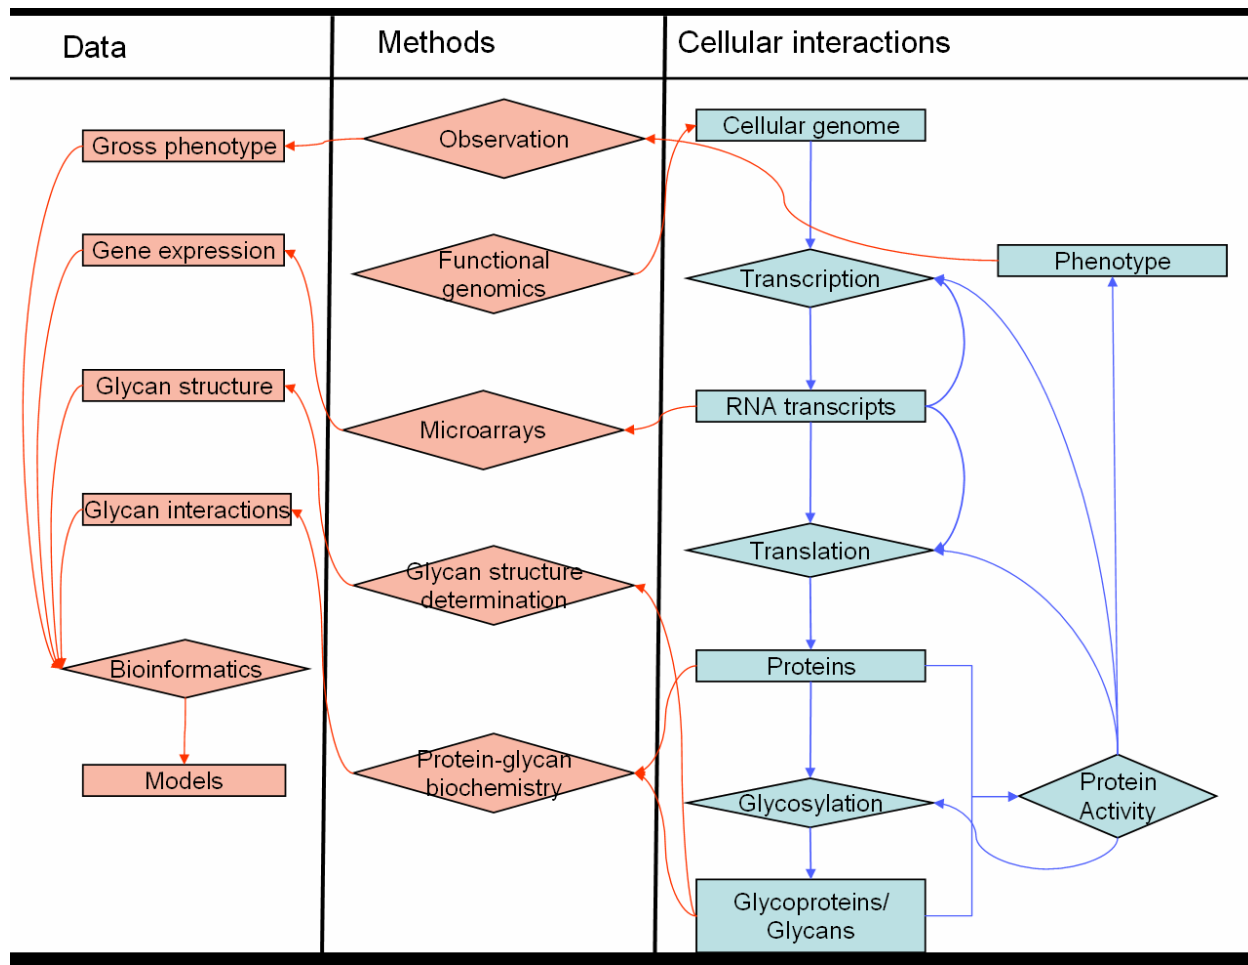 Data
Methods
Cellular interactions
Gross phenotype
Gene expression
Glycan structure
Glycan interactions
Bioinformatics
Models
Observation
Functional
genomics
Microarrays
Glycan structure
determination
Protein-glycan
biochemistry
Cellular genome
Transcription
RNA transcripts
Translation
Proteins
Glycosylation
Glycoproteins/
Glycans
Phenotype
Protein
Activity